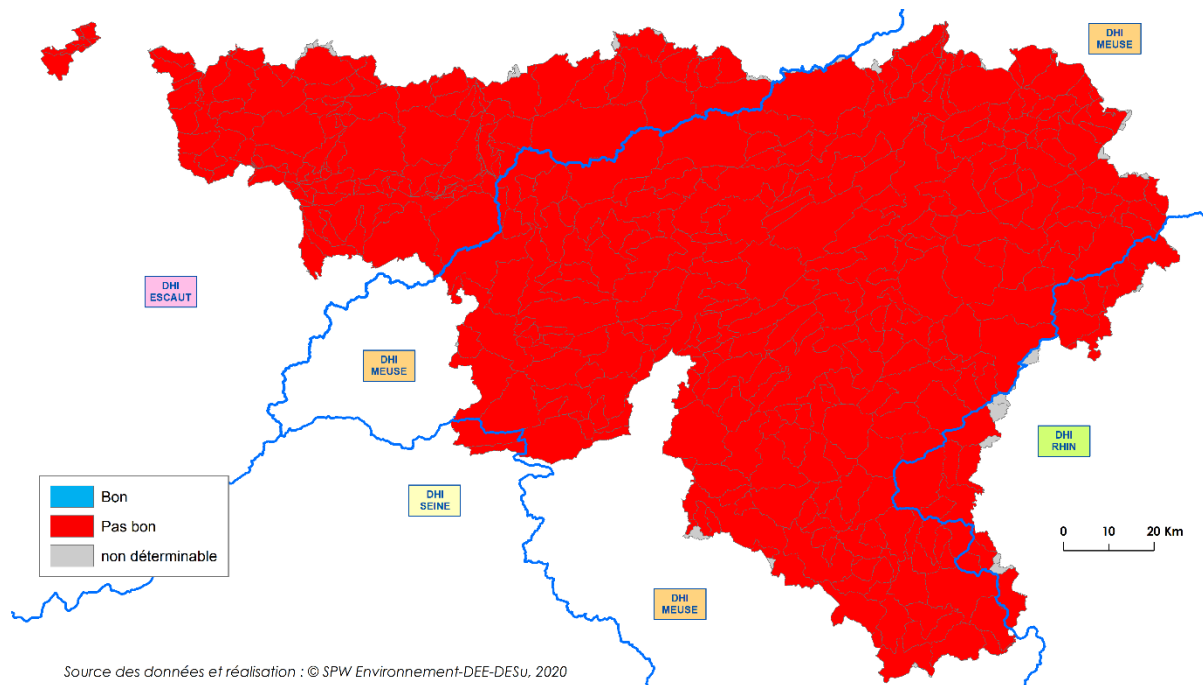 DHI
MEUSE
DHI
ESCAUT
DHI
MEUSE
DHI
RHIN
DHI
SEINE
Bon
Pas bon
non déterminable
0 10 20 Km
DHI
MEUSE
Source des données et réalisation : © SPW Environnement-DEE-DESu, 2020